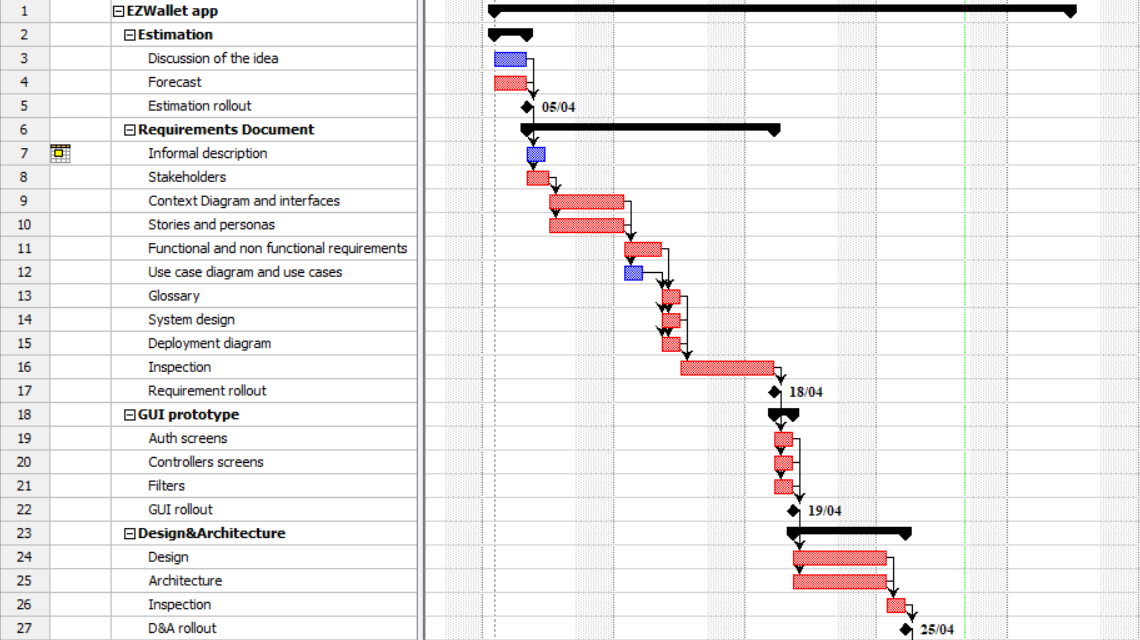 1 EZWallet app
2 Estimation
3 Discussion of the idea
4 Forecast
5 Estimation rollout 05/04
6 Requirements Document
7 Informal description
8 Stakeholders
9 Context Diagram and interfaces
10 Stories and personas
11 Functional and non functional requirements
12 Use case diagram and use cases
13 Glossary
14 System design
15 Deployment diagram
16 Inspection
17 Requirement rollout 18/04
18 GUI prototype
19 Auth screens
20 Controllers screens
21 Filters
22 GUI rollout 19/04
23 Design&Architecture
24 Design
25 Architecture
26 Inspection
27 D&A rollout 25/04